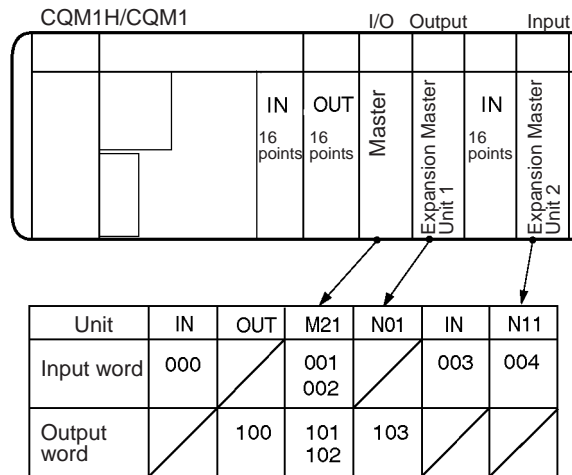 CQM1H/CQM1
I/O Output Input
IN OUT Master Expansion Master Unit 1 IN Expansion Master Unit 2
16 points 16 points 16 points
Unit IN OUT M21 N01 IN N11
Input word 000 001 002 003 004
Output word 100 101 102 103